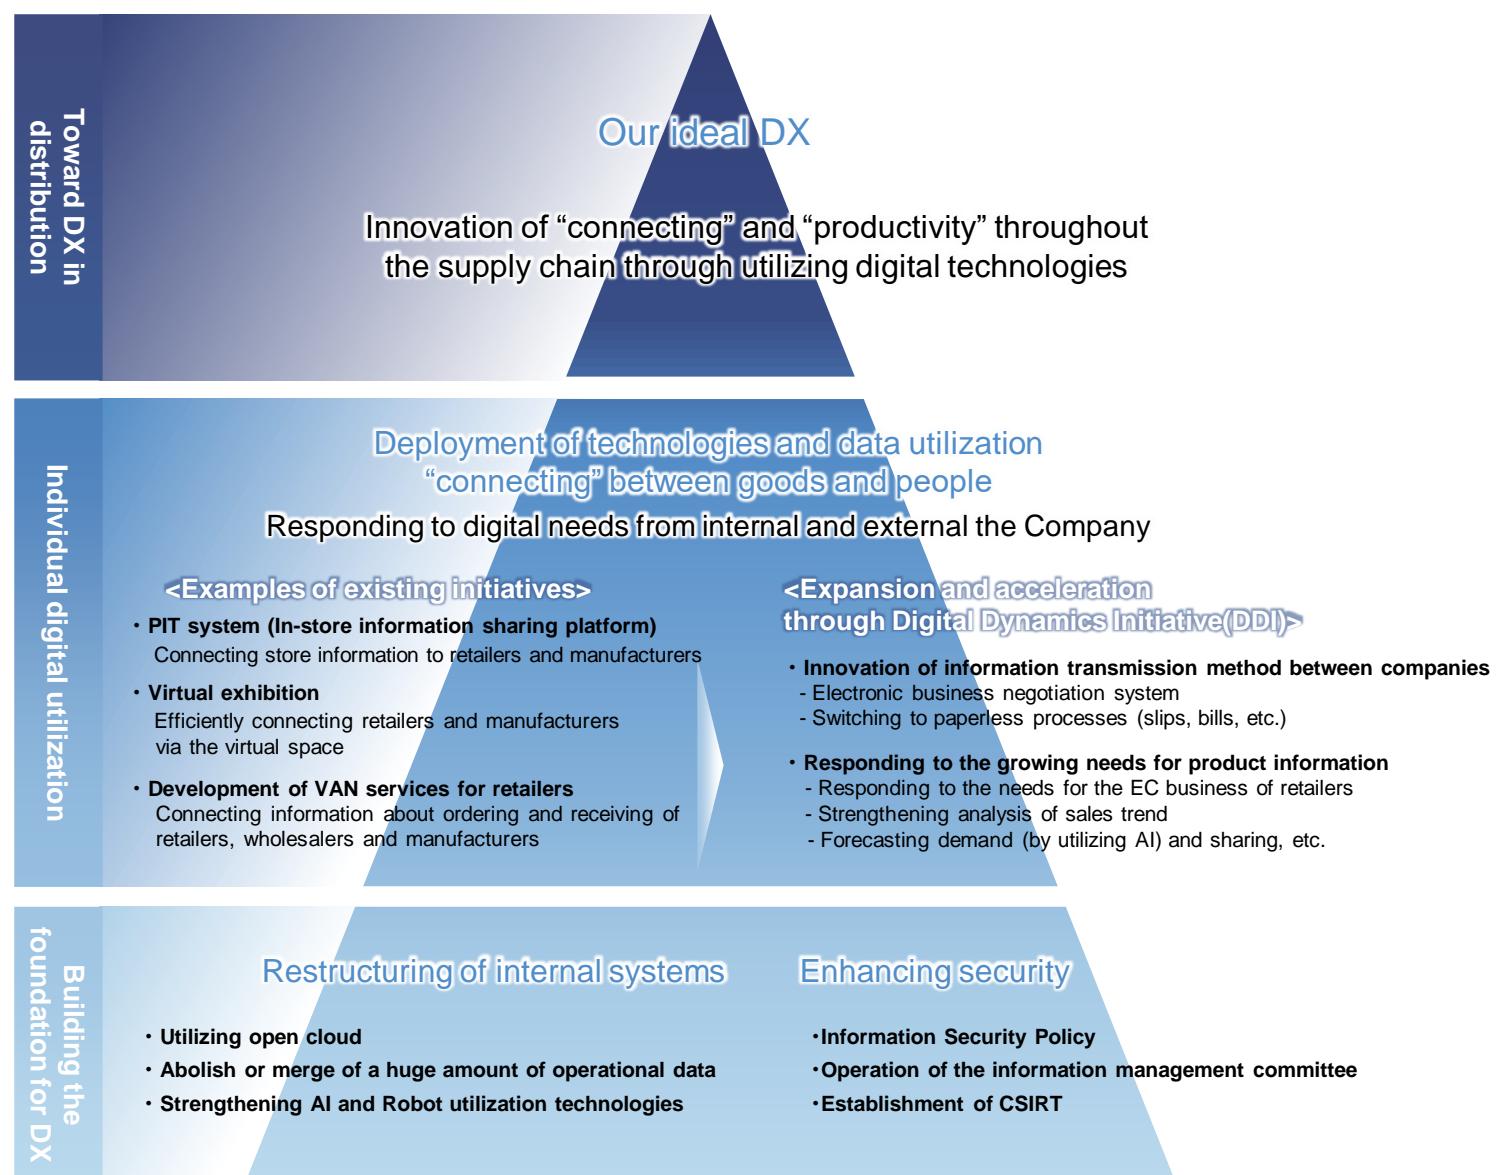 Toward DX in
distribution
Our ideal DX
Innovation of “connecting” and “productivity” throughout
the supply chain through utilizing digital technologies
Individual digital utilization
Deployment of technologies and data utilization
“connecting” between goods and people
Responding to digital needs from internal and external the Company
<Examples of existing initiatives>
・PIT system (In-store information sharing platform)
Connecting store information to retailers and manufacturers
・Virtual exhibition
Efficiently connecting retailers and manufacturers
via the virtual space
・Development of VAN services for retailers
Connecting information about ordering and receiving of
retailers, wholesalers and manufacturers
<Expansion and acceleration
through Digital Dynamics Initiative(DDI)>
・Innovation of information transmission method between companies
- Electronic business negotiation system
- Switching to paperless processes (slips, bills, etc.)
・Responding to the growing needs for product information
- Responding to the needs for the EC business of retailers
- Strengthening analysis of sales trend
- Forecasting demand (by utilizing AI) and sharing, etc.
Building the
foundation for DX
Restructuring of internal systems
・Utilizing open cloud
・Abolish or merge of a huge amount of operational data
・Strengthening AI and Robot utilization technologies
Enhancing security
・Information Security Policy
・Operation of the information management committee
・Establishment of CSIRT